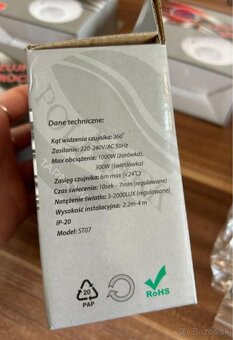 Dane techniczne:
Kąt widzenia czujnika: 360°
Zasilanie: 220-240V/AC 50Hz
Max obciążenie: 1000W (żarówka),
300W (świetlówka)
Zasięg czujnika: 6m max (<24°C)
Czas świecenia: 10sek - 7min (regulowane)
Natężenie światła: 3-2000LUX (regulowane)
Wysokość instalacyjna: 2,2m-4 m
IP-20
Model: ST07
20
PAP
RoHS
bazos.sk